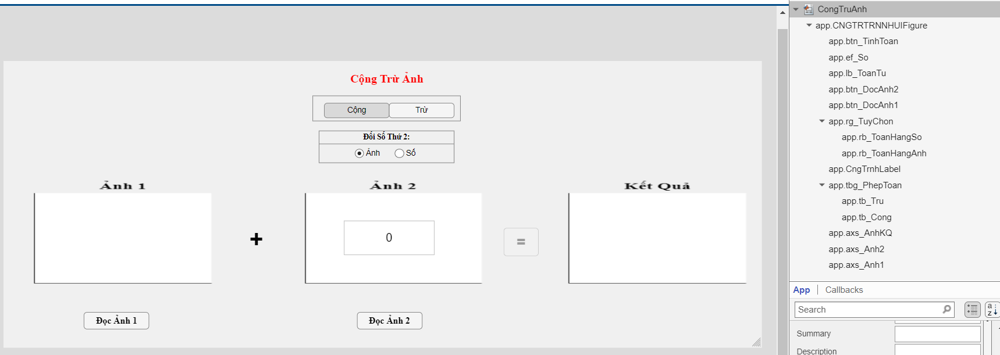 Cộng Trừ Ảnh
Cộng Trừ
Đối Số Thứ 2:
Ảnh Số
Ảnh 1 Ảnh 2 Kết Quả
+ 0 =
Đọc Ảnh 1 Đọc Ảnh 2
CongTruAnh
app.CNGTRTRNNHUIFigure
app.btn_TinhToan
app.ef_So
app.lb_ToanTu
app.btn_DocAnh2
app.btn_DocAnh1
app.rg_TuyChon
app.rb_ToanHangSo
app.rb_ToanHangAnh
app.CngTrnhLabel
app.tbg_PhepToan
app.tb_Tru
app.tb_Cong
app.axs_AnhKQ
app.axs_Anh2
app.axs_Anh1
App Callbacks
Search
a
z
Summary
Description